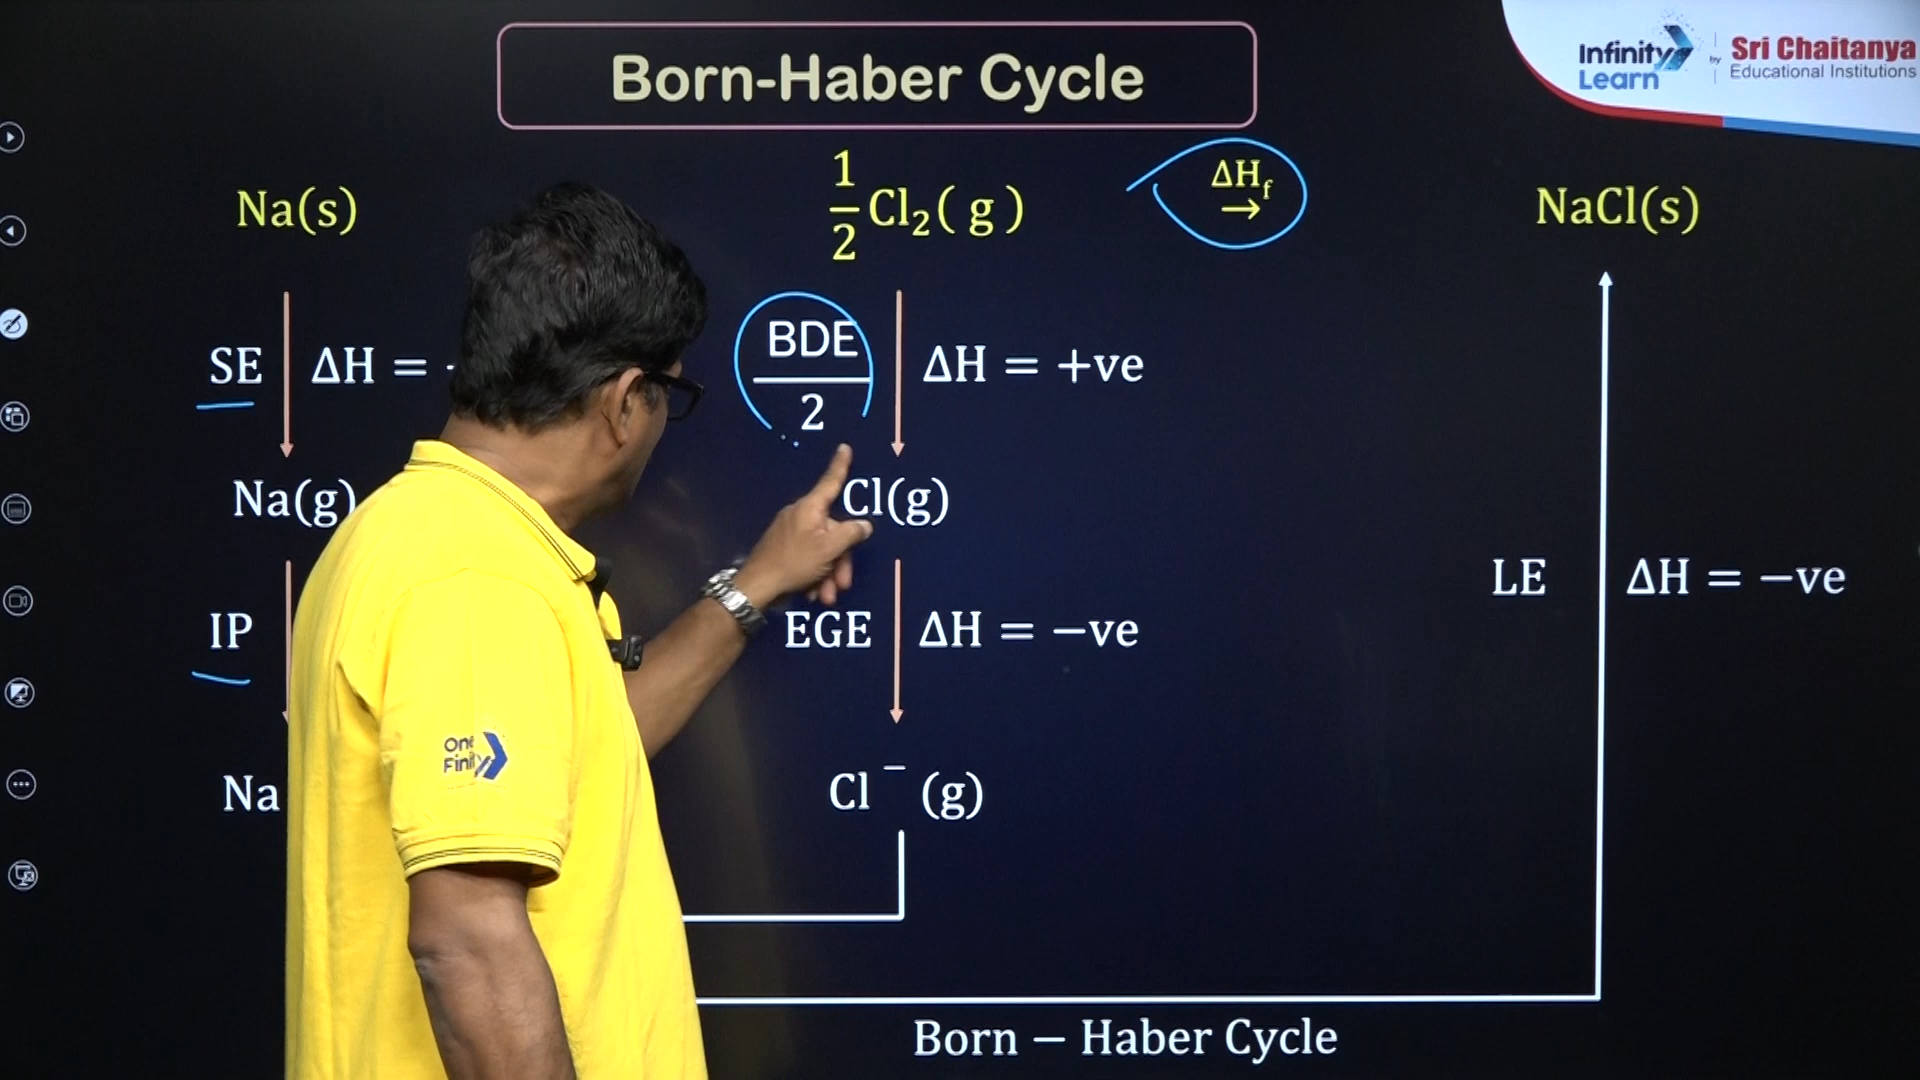 Born-Haber Cycle
Infinity Learn
by
Sri Chaitanya
Educational Institutions
Na(s)
1/2 Cl₂( g )
ΔHf →
NaCl(s)
SE
ΔH =
BDE/2
ΔH = +ve
Na(g)
Cl(g)
LE
ΔH = −ve
IP
EGE
ΔH = −ve
One
Finity
Na
Cl⁻ (g)
Born − Haber Cycle